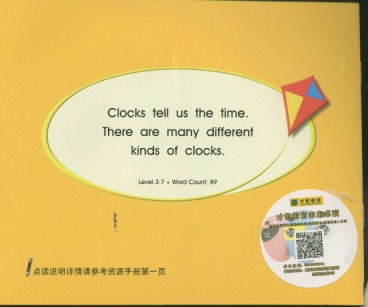 Clocks tell us the time.
There are many different
kinds of clocks.
Level 3-7 • Word Count: 89
点读说明详情请参考资源手册第一页